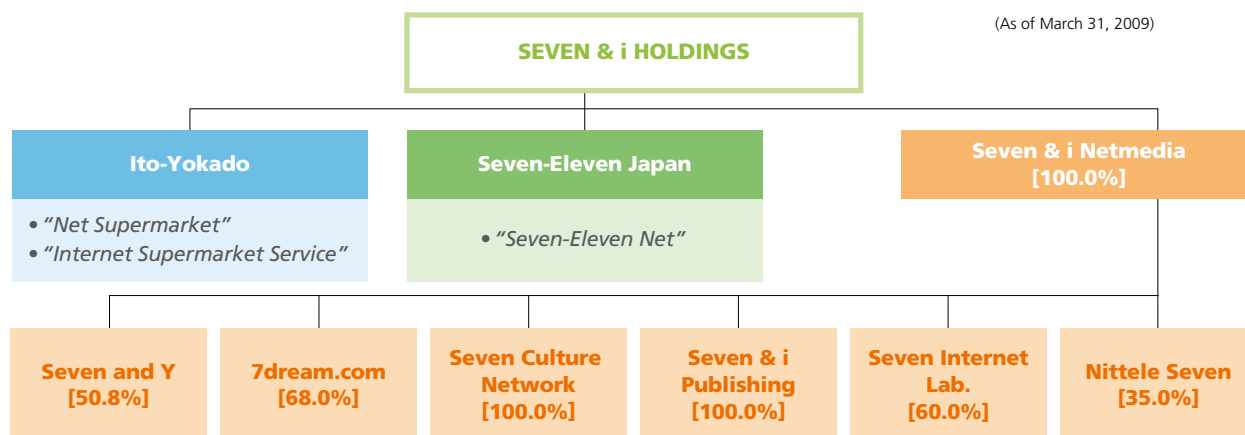 (As of March 31, 2009)
SEVEN & i HOLDINGS
Ito-Yokado
• “Net Supermarket”
• “Internet Supermarket Service”
Seven-Eleven Japan
• “Seven-Eleven Net”
Seven & i Netmedia
[100.0%]
Seven and Y
[50.8%]
7dream.com
[68.0%]
Seven Culture
Network
[100.0%]
Seven & i
Publishing
[100.0%]
Seven Internet
Lab.
[60.0%]
Nittele Seven
[35.0%]